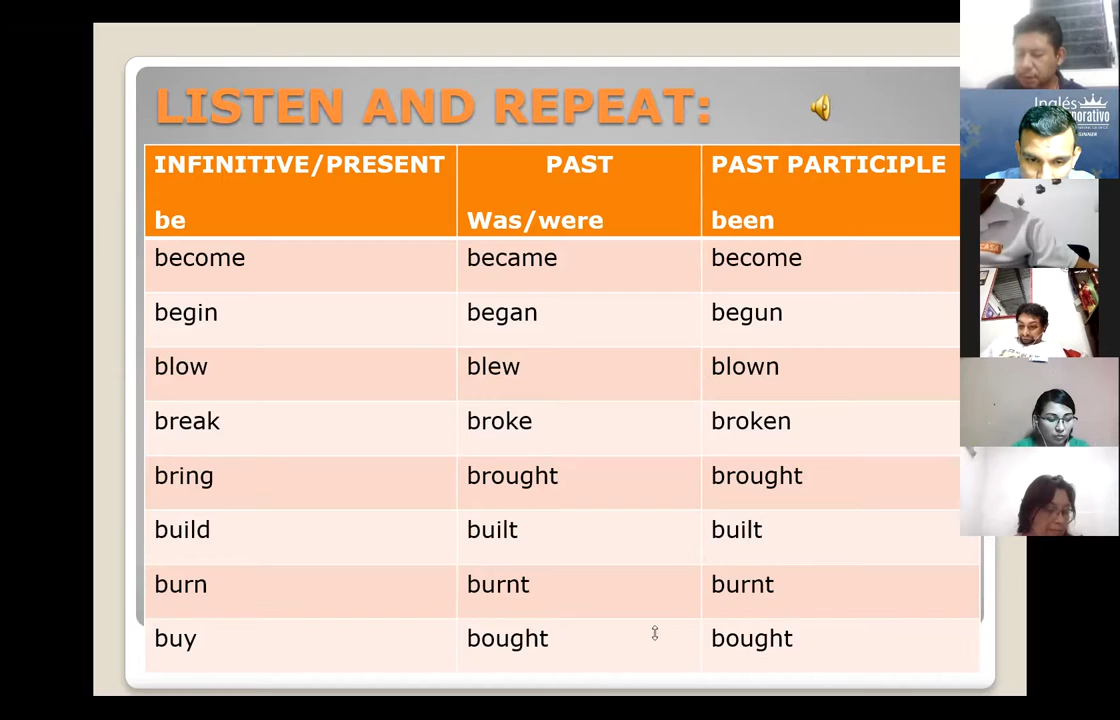 LISTEN AND REPEAT:
INFINITIVE/PRESENT PAST PAST PARTICIPLE
be Was/were been
become became become
begin began begun
blow blew blown
break broke broken
bring brought brought
build built built
burn burnt burnt
buy bought bought
Inglés